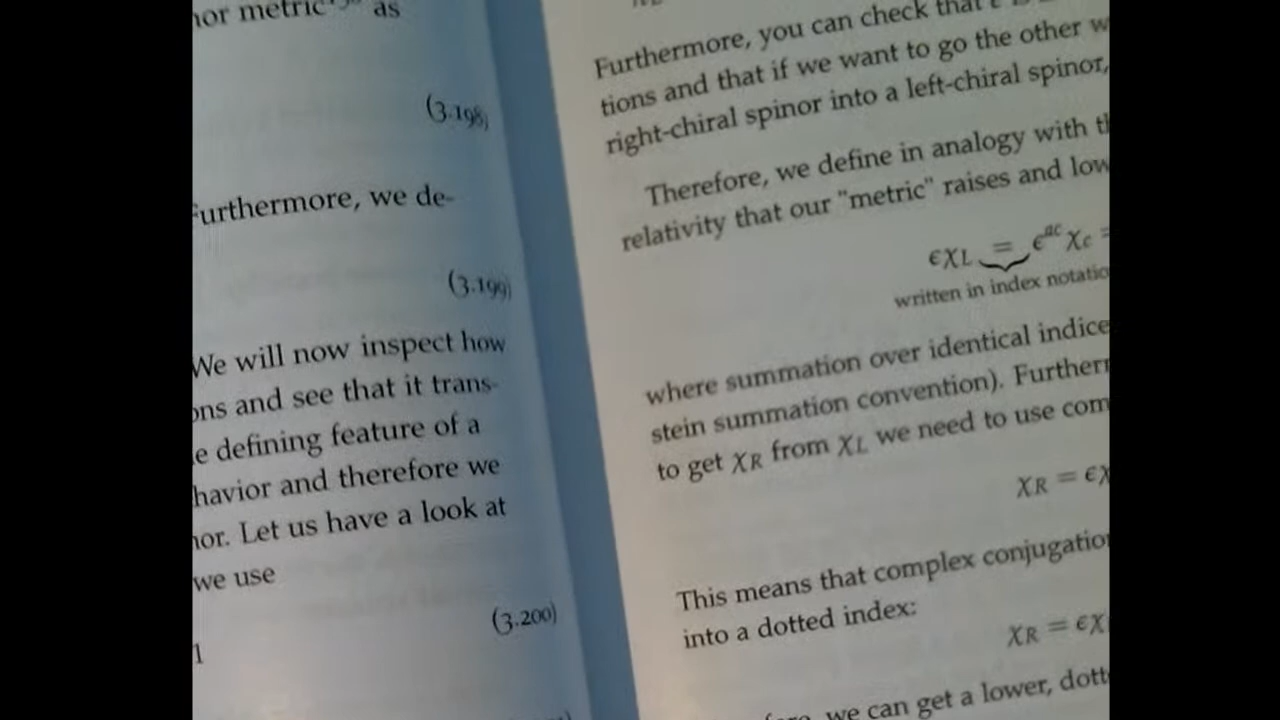 nor metric as
(3.198)
Furthermore, we de-
(3.199)
We will now inspect how
ons and see that it trans-
e defining feature of a
havior and therefore we
nor. Let us have a look at
we use
(3.200)
1
Furthermore, you can check that
tions and that if we want to go the other w
right-chiral spinor into a left-chiral spinor,
Therefore, we define in analogy with th
relativity that our "metric" raises and low
ϵχL = ϵ^{ac}χc =
written in index notatio
where summation over identical indice
stein summation convention). Furtherm
to get χR from χL we need to use com
χR = ϵχ
This means that complex conjugation
into a dotted index:
χR = ϵχ
we can get a lower, dott